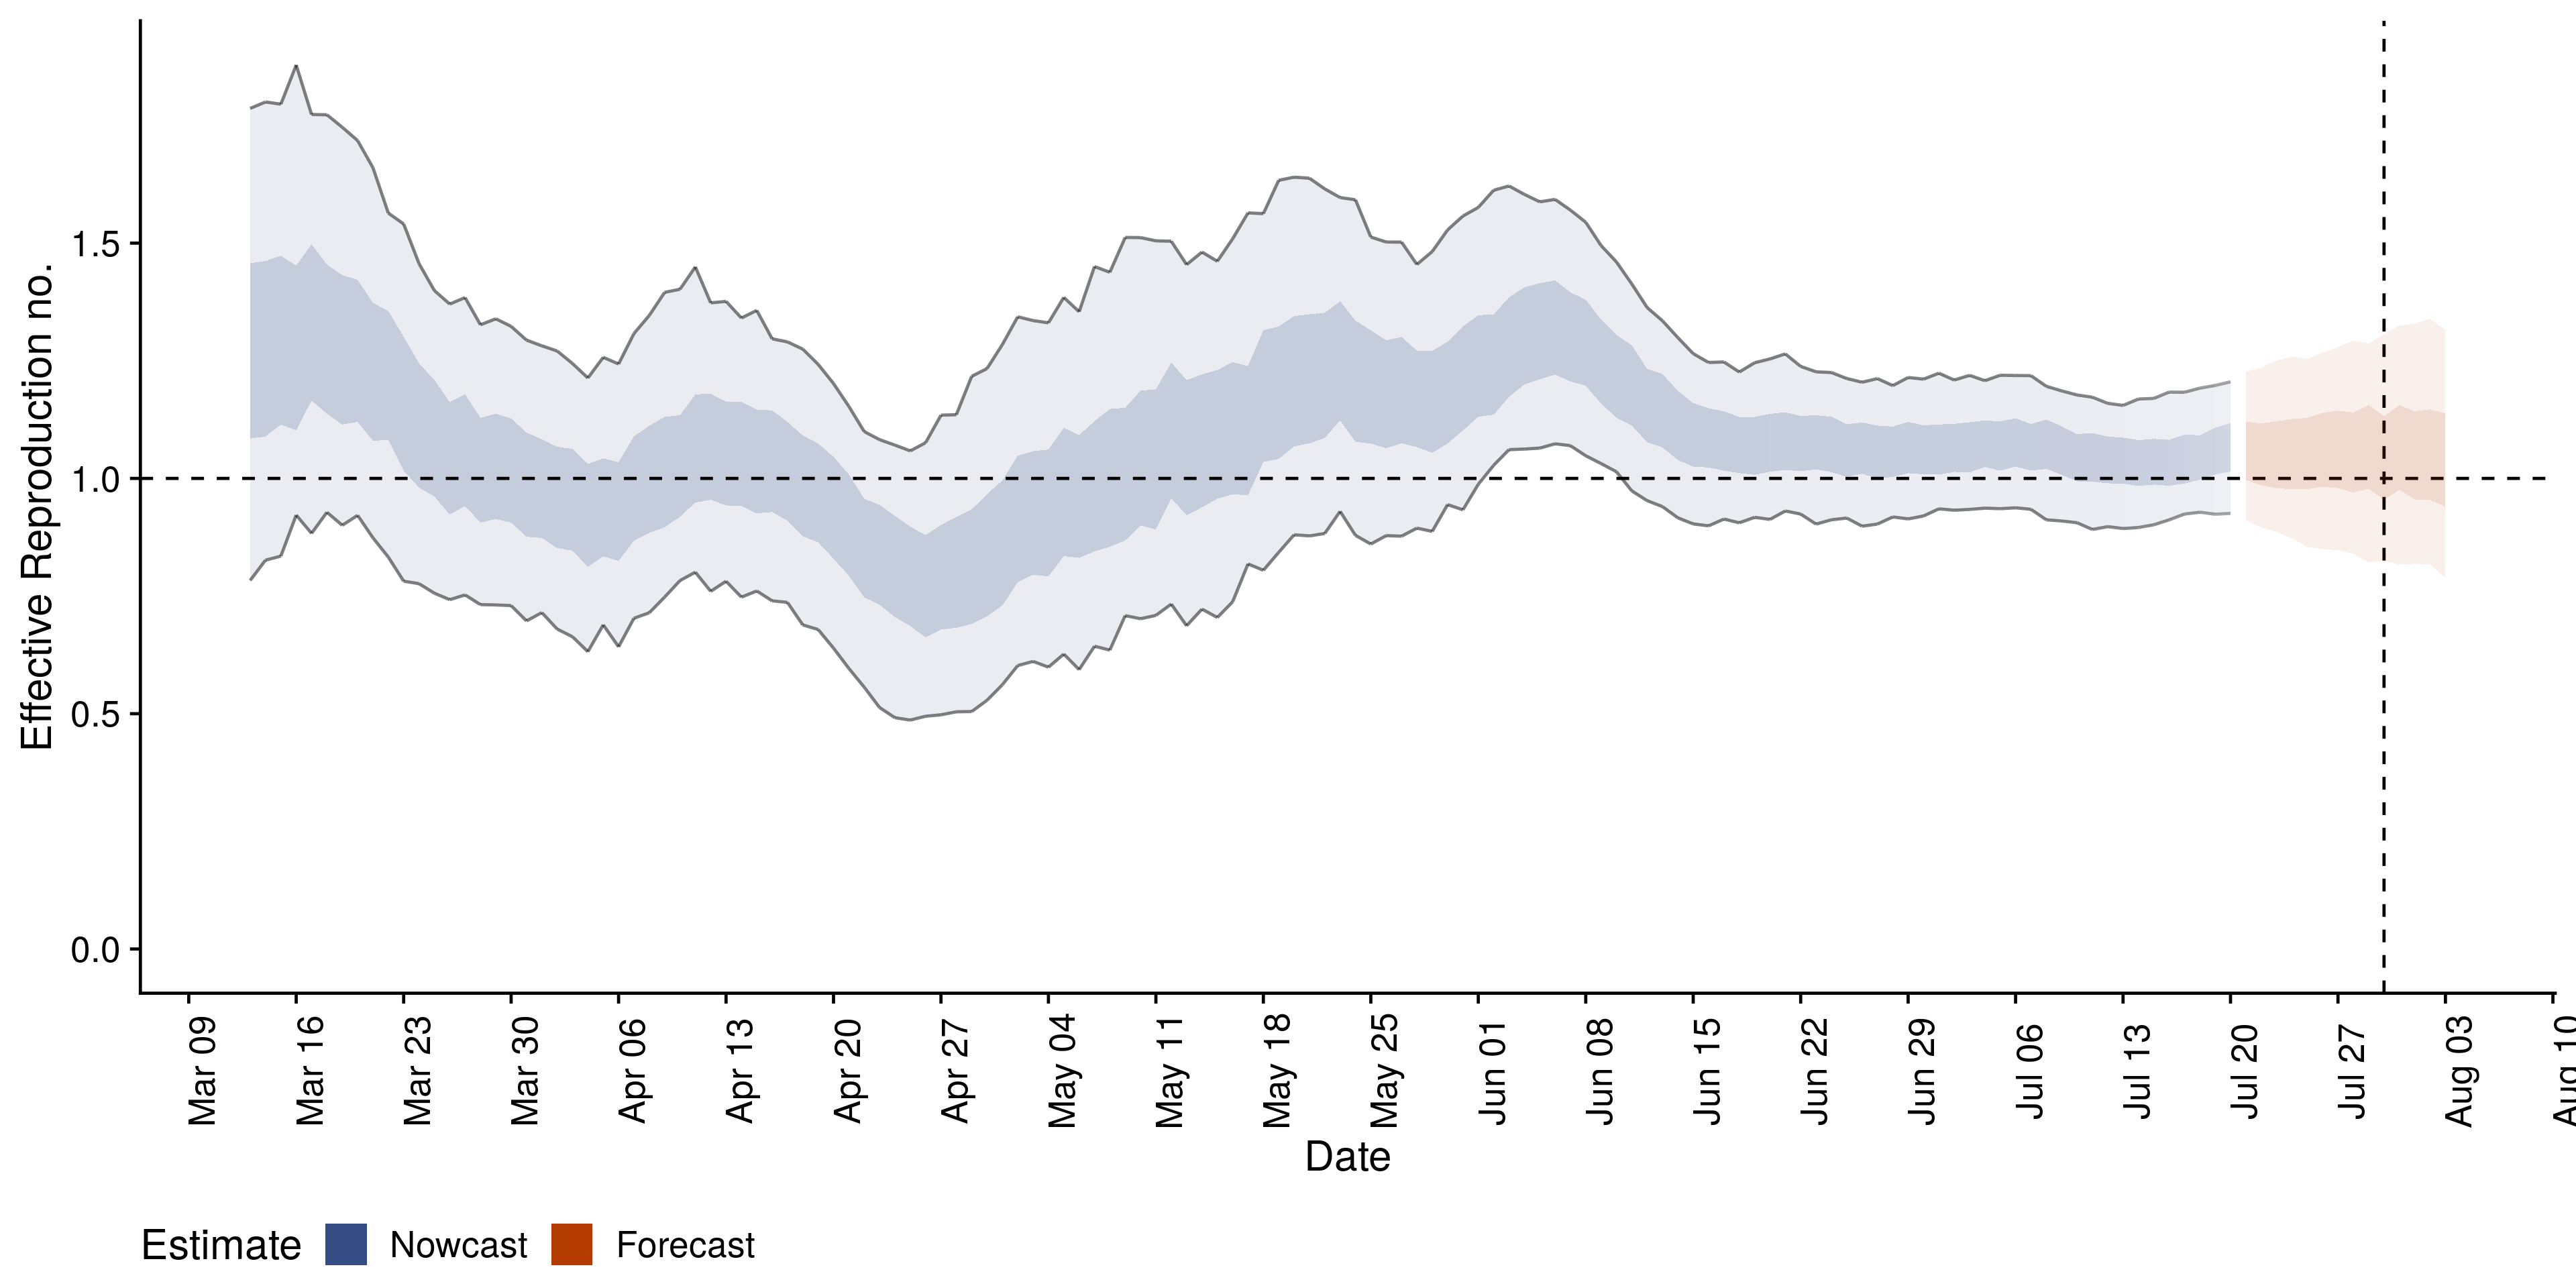 Effective Reproduction no.
1.5
1.0
0.5
0.0
Mar 09
Mar 16
Mar 23
Mar 30
Apr 06
Apr 13
Apr 20
Apr 27
May 04
May 11
May 18
May 25
Jun 01
Jun 08
Jun 15
Jun 22
Jun 29
Jul 06
Jul 13
Jul 20
Jul 27
Aug 03
Aug 10
Date
Estimate Nowcast Forecast